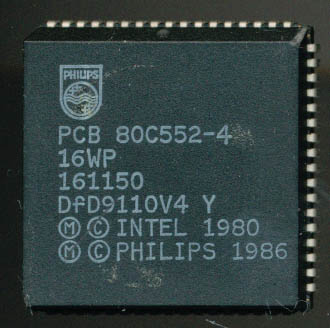 PHILIPS
PCB 80C552-4
16WP
161150
DfD9110V4 Y
Ⓜ Ⓒ INTEL 1980
Ⓜ Ⓒ PHILIPS 1986